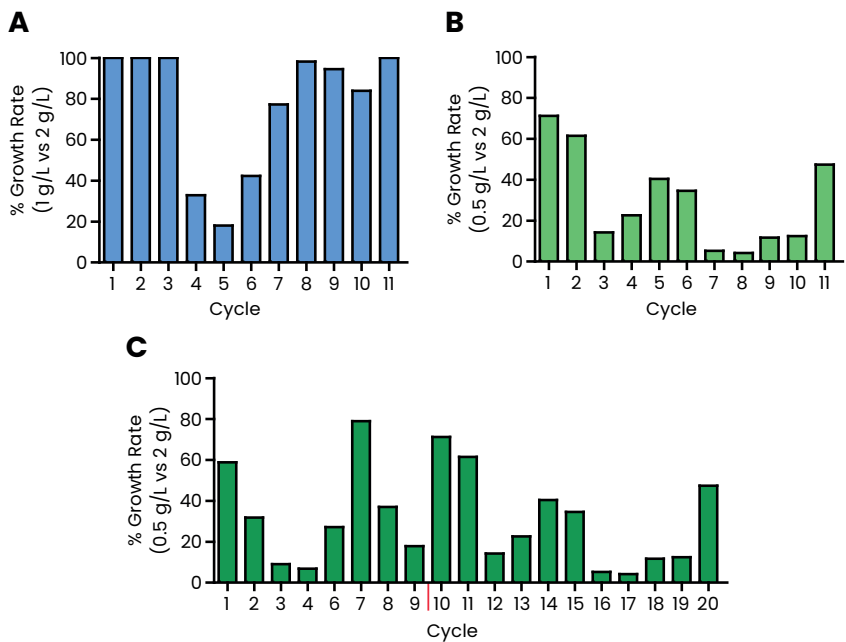 A
% Growth Rate
(1 g/L vs 2 g/L)
100
80
60
40
20
0
1 2 3 4 5 6 7 8 9 10 11
Cycle
B
% Growth Rate
(0.5 g/L vs 2 g/L)
100
80
60
40
20
0
1 2 3 4 5 6 7 8 9 10 11
Cycle
C
% Growth Rate
(0.5 g/L vs 2 g/L)
100
80
60
40
20
0
1 2 3 4 6 7 8 9 10 11 12 13 14 15 16 17 18 19 20
Cycle